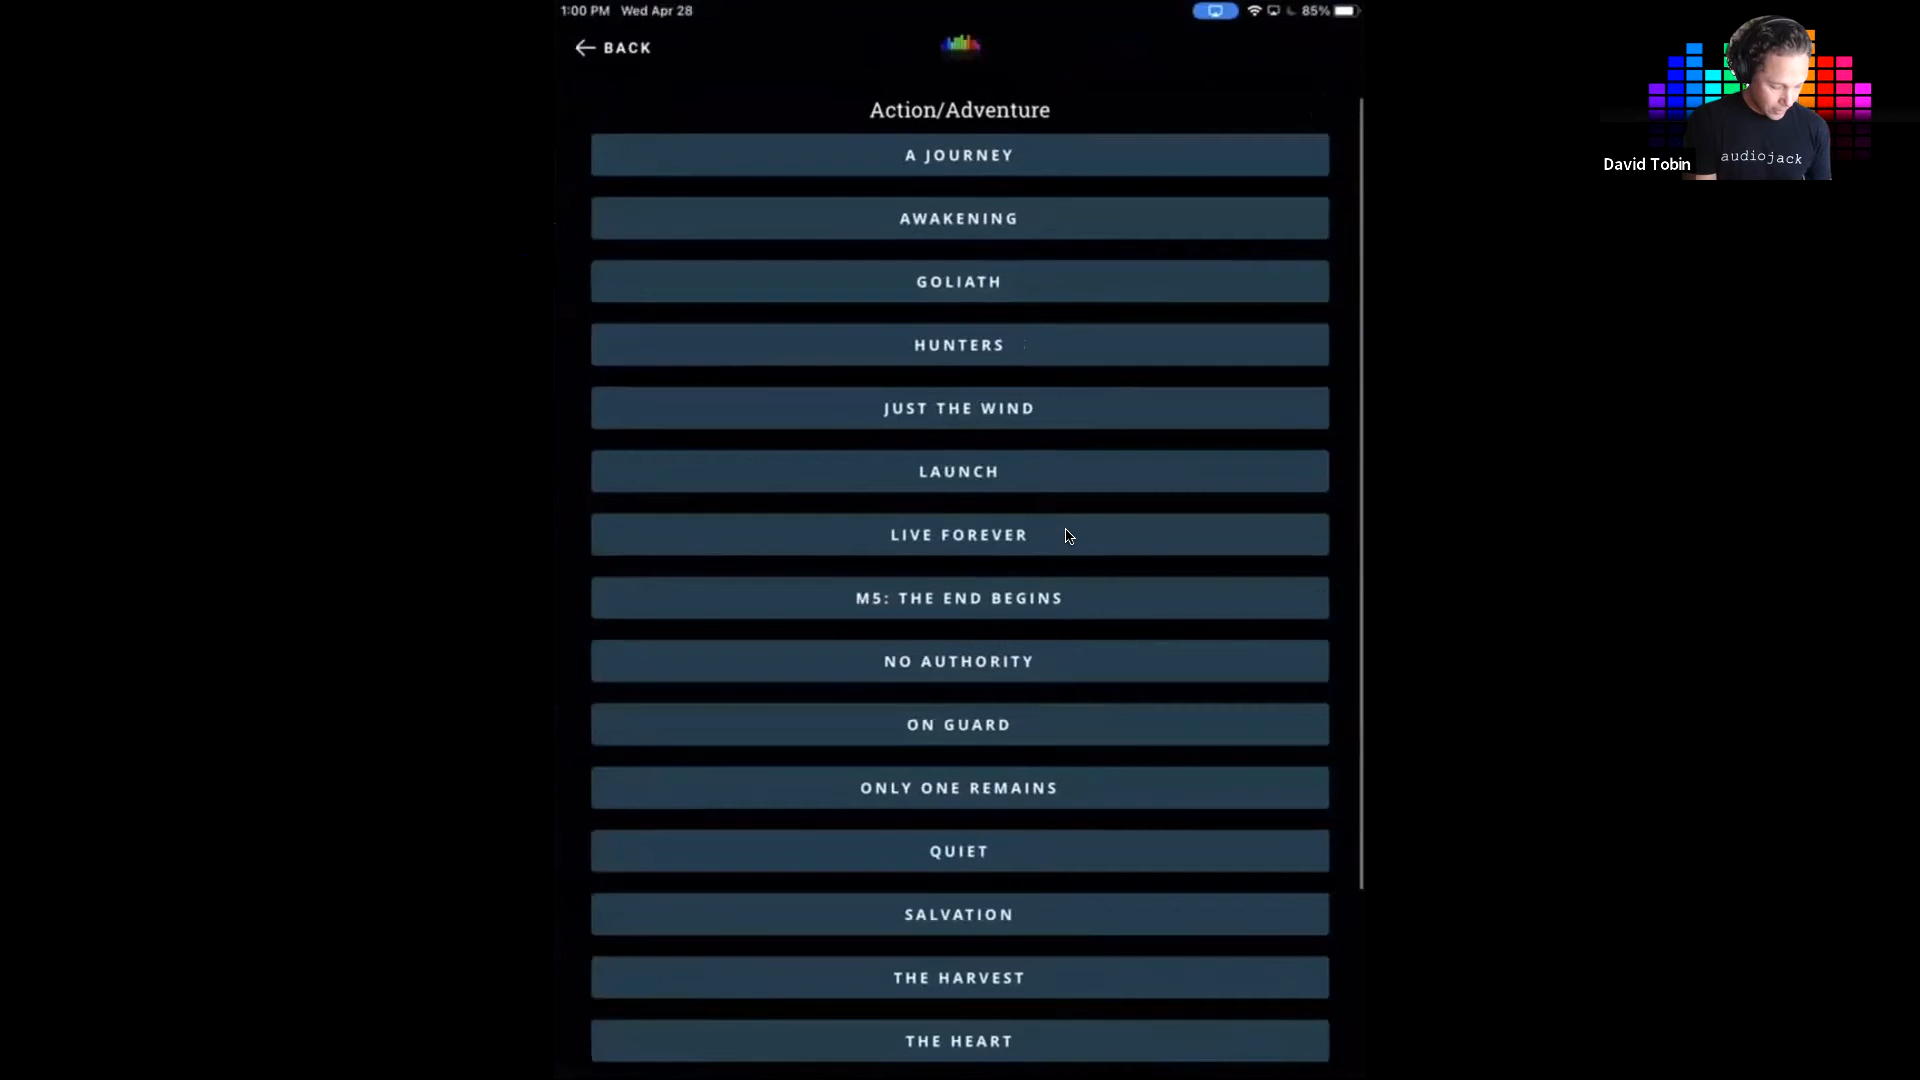 1:00 PM Wed Apr 28
85%
BACK
Action/Adventure
A JOURNEY
AWAKENING
GOLIATH
HUNTERS
JUST THE WIND
LAUNCH
LIVE FOREVER
M5: THE END BEGINS
NO AUTHORITY
ON GUARD
ONLY ONE REMAINS
QUIET
SALVATION
THE HARVEST
THE HEART
audiojack
David Tobin